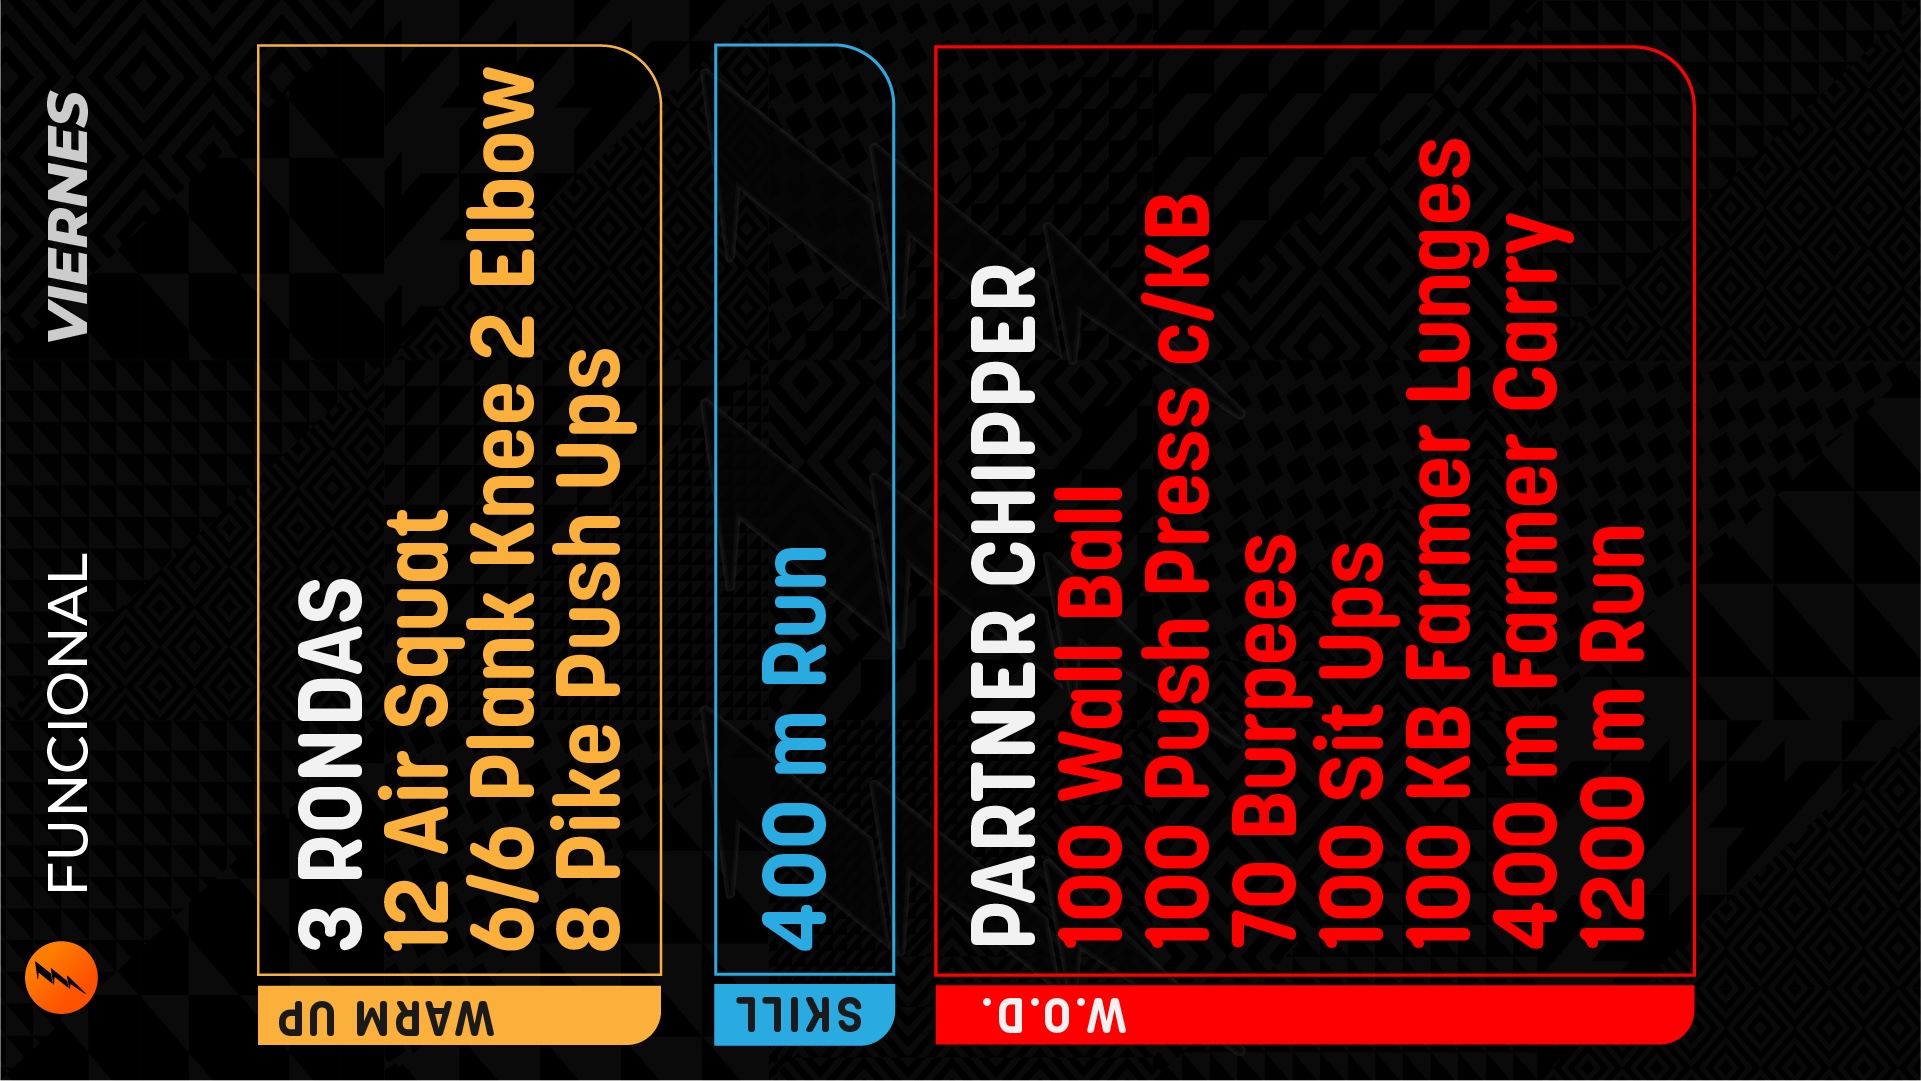 FUNCIONAL
VIERNES
WARM UP
3 RONDAS
12 Air Squat
6/6 Plank Knee 2 Elbow
8 Pike Push Ups
SKILL
400 m Run
W.O.D.
PARTNER CHIPPER
100 Wall Ball
100 Push Press c/KB
70 Burpees
100 Sit Ups
100 KB Farmer Lunges
400 m Farmer Carry
1200 m Run